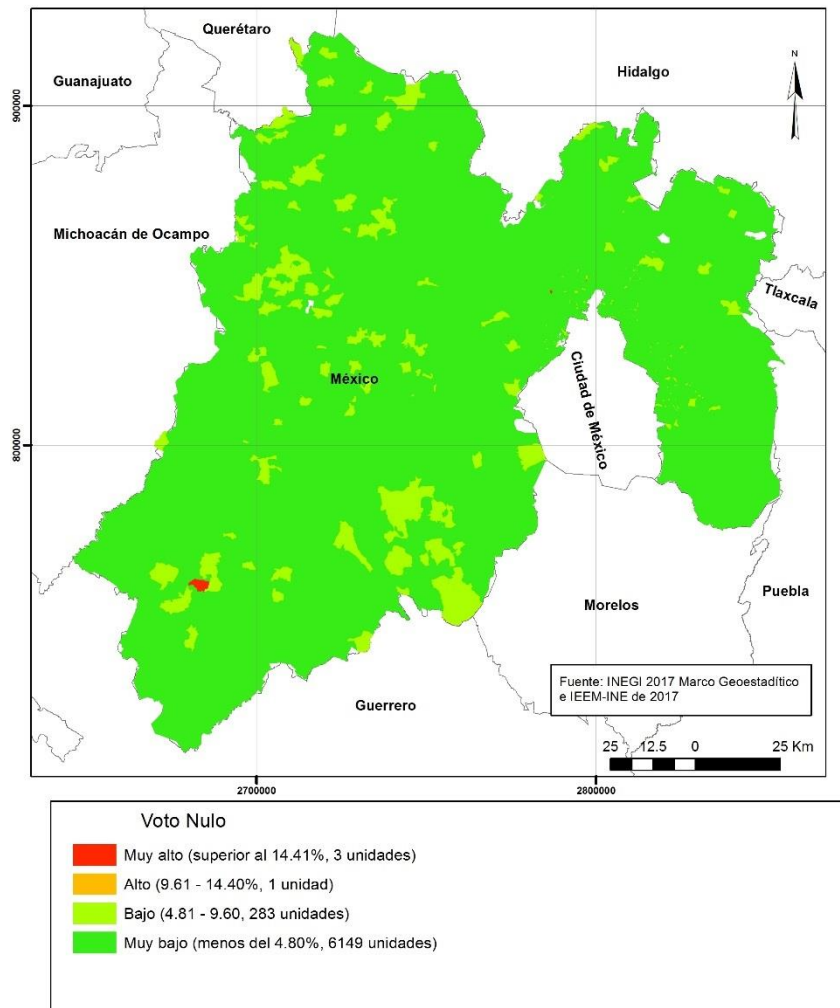 Querétaro
Guanajuato
Hidalgo
N
900000
Michoacán de Ocampo
Tlaxcala
México
Ciudad de México
800000
Morelos
Puebla
Fuente: INEGI 2017 Marco Geoestadítico
e IEEM-INE de 2017
Guerrero
25 12.5 0 25 Km
2700000 2800000
Voto Nulo
Muy alto (superior al 14.41%, 3 unidades)
Alto (9.61 - 14.40%, 1 unidad)
Bajo (4.81 - 9.60, 283 unidades)
Muy bajo (menos del 4.80%, 6149 unidades)